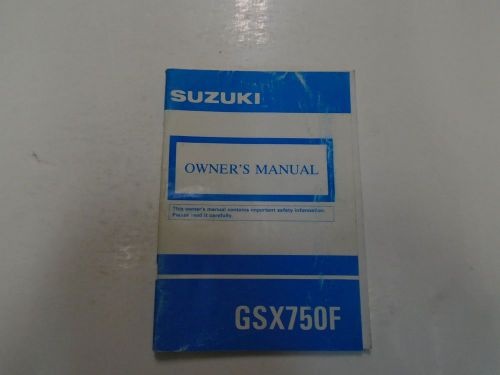 SUZUKI
OWNER'S MANUAL
This owner's manual contains important safety information.
Please read it carefully.
GSX750F